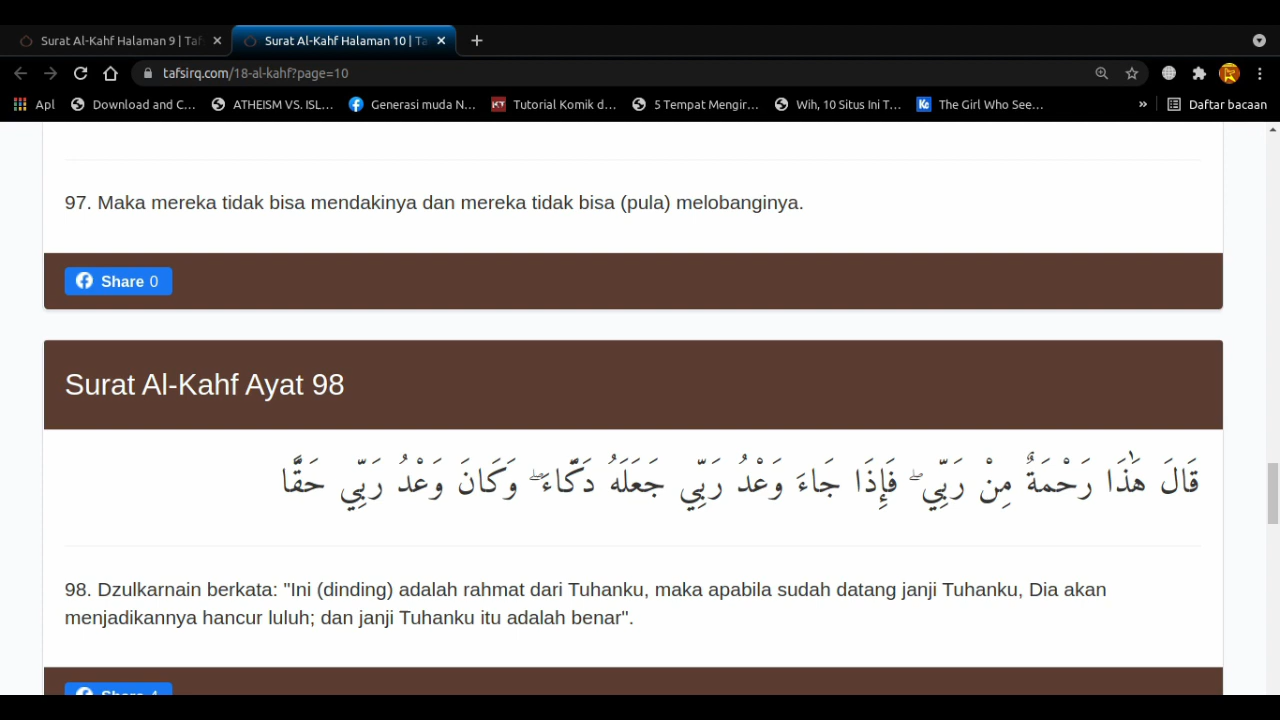 Surat Al-Kahf Halaman 9 | Taf
Surat Al-Kahf Halaman 10 | Ta
tafsirq.com/18-al-kahf?page=10
Apl
Download and C...
ATHEISM VS. ISL...
Generasi muda N...
KT
Tutorial Komik d...
5 Tempat Mengir...
Wih, 10 Situs Ini T...
The Girl Who See...
»
Daftar bacaan
97. Maka mereka tidak bisa mendakinya dan mereka tidak bisa (pula) melobanginya.
Share 0
Surat Al-Kahf Ayat 98
قَالَ هَٰذَا رَحْمَةٌ مِنْ رَبِّي ۖ فَإِذَا جَاءَ وَعْدُ رَبِّي جَعَلَهُ دَكَّاءَ ۖ وَكَانَ وَعْدُ رَبِّي حَقًّا
98. Dzulkarnain berkata: "Ini (dinding) adalah rahmat dari Tuhanku, maka apabila sudah datang janji Tuhanku, Dia akan
menjadikannya hancur luluh; dan janji Tuhanku itu adalah benar".